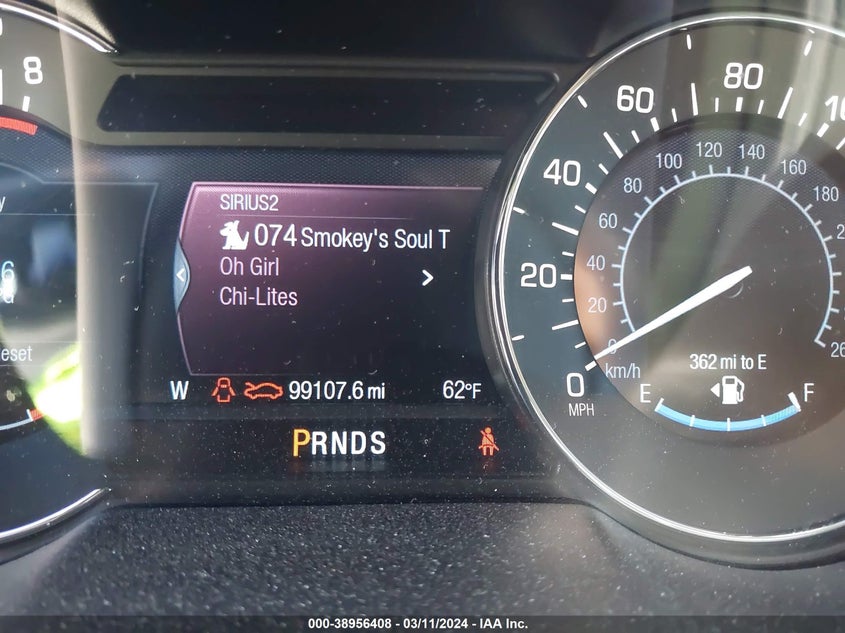 8
SIRIUS2
074 Smokey's Soul T
Oh Girl
Chi-Lites
eset
W 99107.6 mi 62°F
PRNDS
0 20 40 60 80
MPH
20 40 60 80 100 120 140 160 180
km/h
362 mi to E
E F
000-38956408 - 03/11/2024 - IAA Inc.